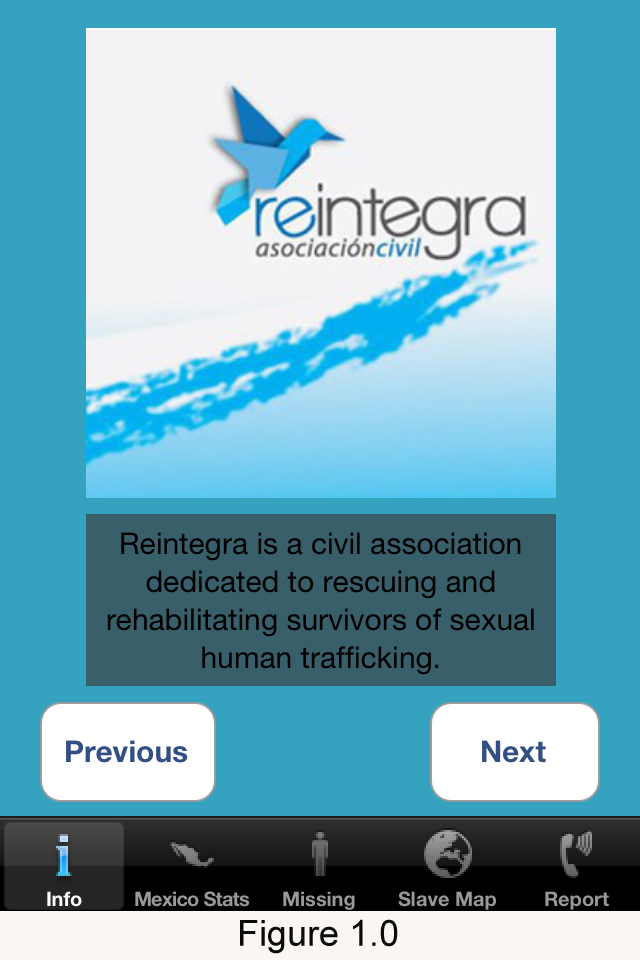 reintegra
asociacióncivil
Reintegra is a civil association
dedicated to rescuing and
rehabilitating survivors of sexual
human trafficking.
Previous
Next
Info
Mexico Stats
Missing
Slave Map
Report
Figure 1.0